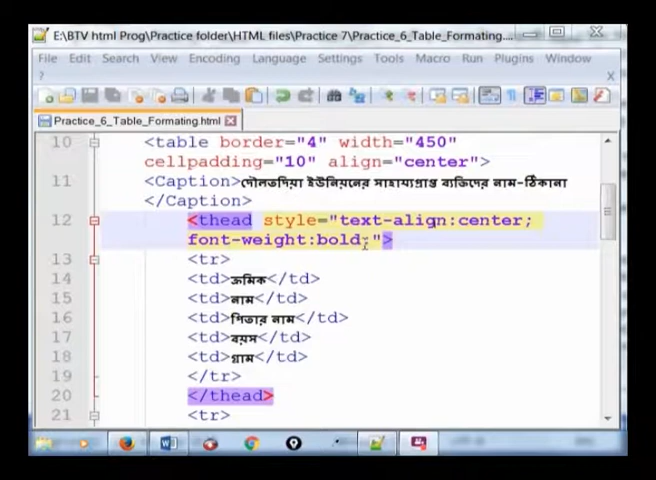 E:\BTV html Prog\Practice folder\HTML files\Practice 7\Practice_6_Table_Formating....
File Edit Search View Encoding Language Settings Tools Macro Run Plugins Window
? X
Practice_6_Table_Formating.html
10 <table border="4" width="450"
cellpadding="10" align="center">
11 <Caption>দৌলতদিয়া ইউনিয়নের সাহায্যপ্রাপ্ত ব্যক্তিদের নাম-ঠিকানা
</Caption>
12 <thead style="text-align:center;
font-weight:bold;">
13 <tr>
14 <td>ক্রমিক</td>
15 <td>নাম</td>
16 <td>পিতার নাম</td>
17 <td>বয়স</td>
18 <td>গ্রাম</td>
19 </tr>
20 </thead>
21 <tr>